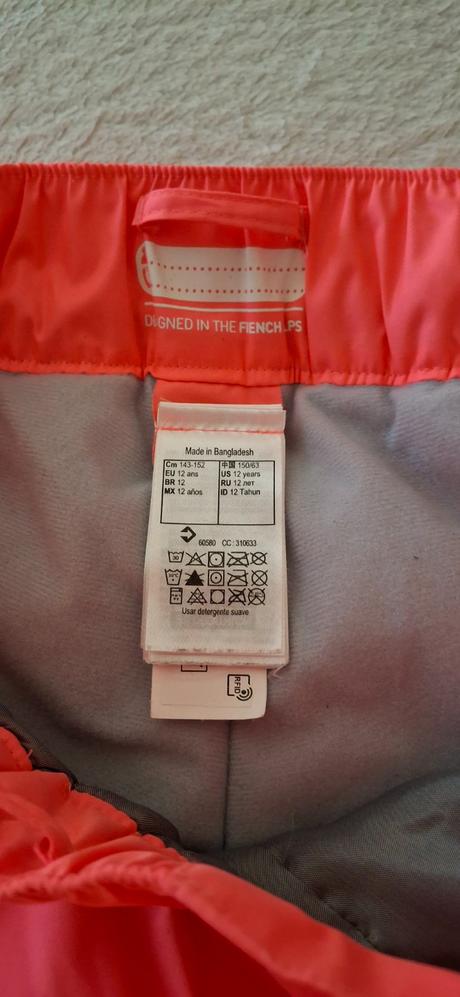 DESIGNED IN THE FRENCH ALPS
Made in Bangladesh
Cm 143-152
EU 12 ans
BR 12
MX 12 años
中国 150/63
US 12 years
RU 12 лет
ID 12 Tahun
60580 CC : 310633
30
Usar detergente suave
RFID